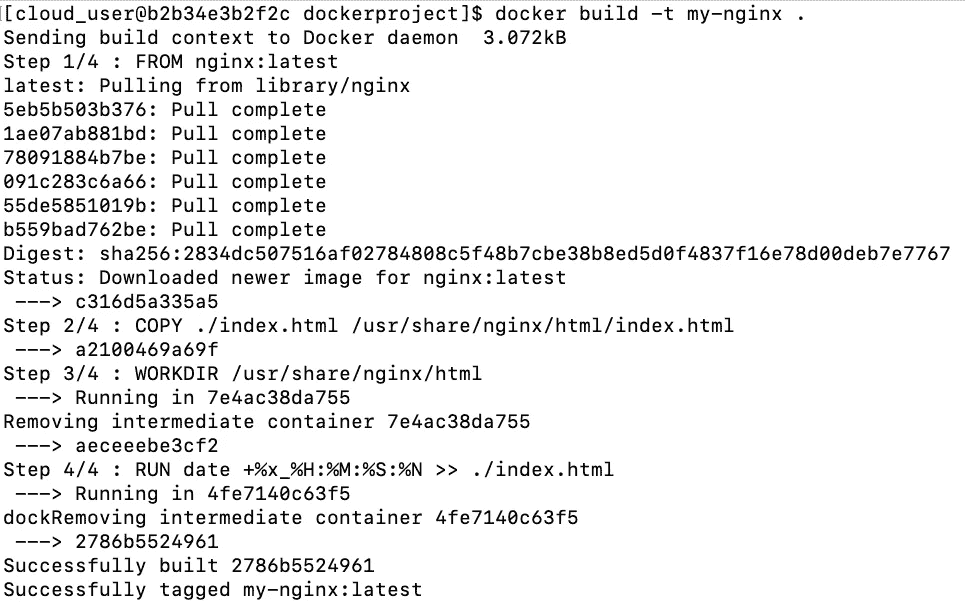 [cloud_user@b2b34e3b2f2c dockerproject]$ docker build -t my-nginx .
Sending build context to Docker daemon  3.072kB
Step 1/4 : FROM nginx:latest
latest: Pulling from library/nginx
5eb5b503b376: Pull complete
1ae07ab881bd: Pull complete
78091884b7be: Pull complete
091c283c6a66: Pull complete
55de5851019b: Pull complete
b559bad762be: Pull complete
Digest: sha256:2834dc507516af02784808c5f48b7cbe38b8ed5d0f4837f16e78d00deb7e7767
Status: Downloaded newer image for nginx:latest
 ---> c316d5a335a5
Step 2/4 : COPY ./index.html /usr/share/nginx/html/index.html
 ---> a2100469a69f
Step 3/4 : WORKDIR /usr/share/nginx/html
 ---> Running in 7e4ac38da755
Removing intermediate container 7e4ac38da755
 ---> aeceeebe3cf2
Step 4/4 : RUN date +%x_%H:%M:%S:%N >> ./index.html
 ---> Running in 4fe7140c63f5
dockRemoving intermediate container 4fe7140c63f5
 ---> 2786b5524961
Successfully built 2786b5524961
Successfully tagged my-nginx:latest